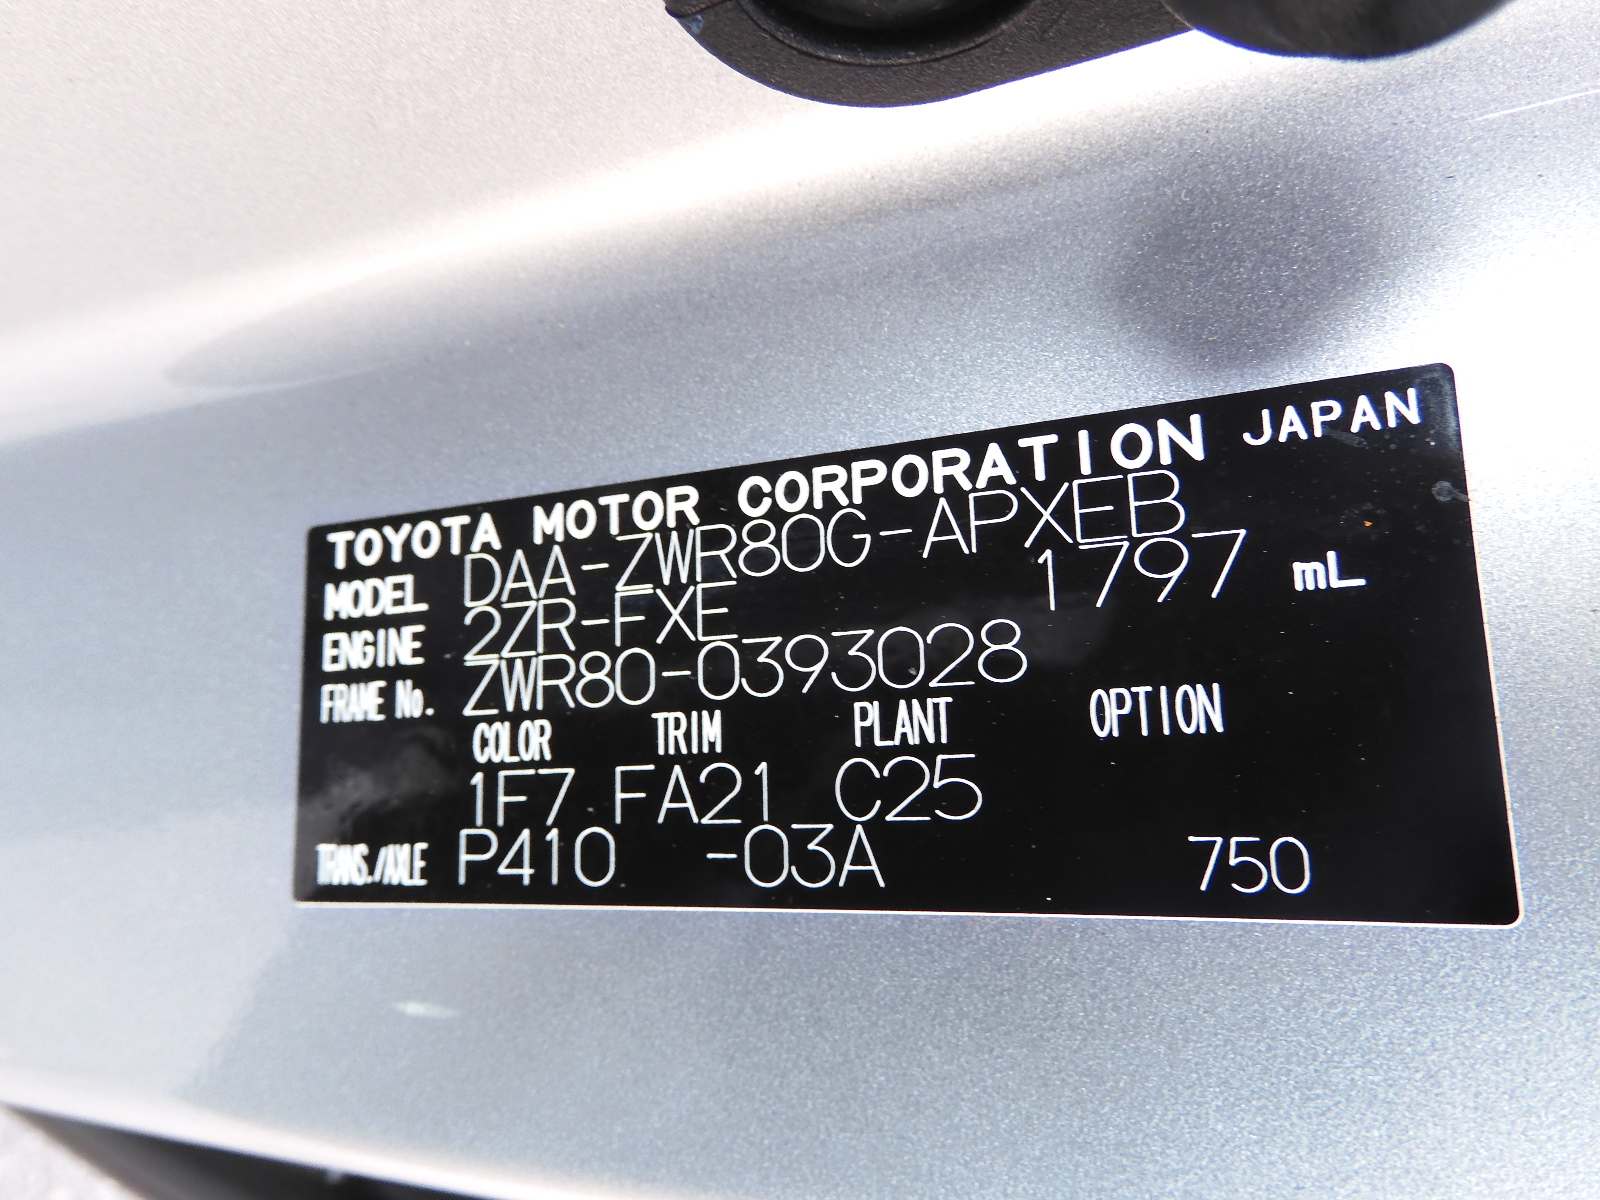 TOYOTA MOTOR CORPORATION JAPAN
MODEL DAA-ZWR80G-APXEB
ENGINE 2ZR-FXE 1797 mL
FRAME No. ZWR80-0393028
COLOR TRIM PLANT OPTION
1F7 FA21 C25
TRANS./AXLE P410 -03A 750